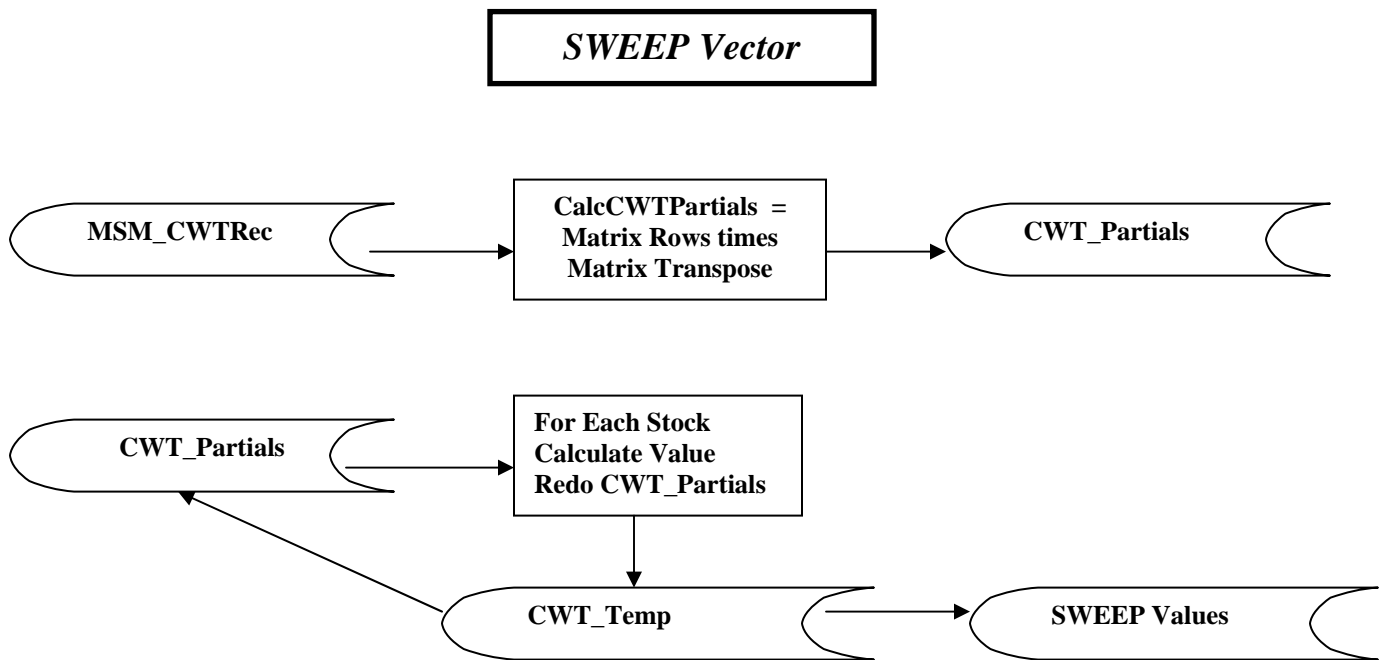 SWEEP Vector
MSM_CWTRec
CalcCWTPartials =
Matrix Rows times
Matrix Transpose
CWT_Partials
CWT_Partials
For Each Stock
Calculate Value
Redo CWT_Partials
CWT_Temp
SWEEP Values